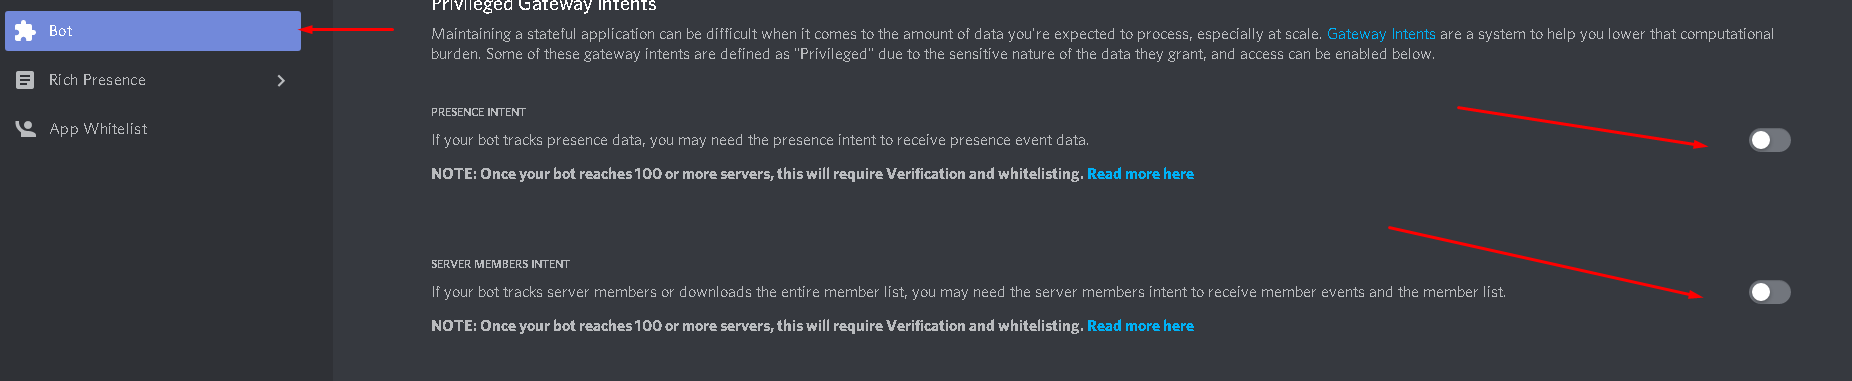 Bot
Rich Presence
App Whitelist
Privileged Gateway Intents
Maintaining a stateful application can be difficult when it comes to the amount of data you're expected to process, especially at scale. Gateway Intents are a system to help you lower that computational
burden. Some of these gateway intents are defined as "Privileged" due to the sensitive nature of the data they grant, and access can be enabled below.
PRESENCE INTENT
If your bot tracks presence data, you may need the presence intent to receive presence event data.
NOTE: Once your bot reaches 100 or more servers, this will require Verification and whitelisting. Read more here
SERVER MEMBERS INTENT
If your bot tracks server members or downloads the entire member list, you may need the server members intent to receive member events and the member list.
NOTE: Once your bot reaches 100 or more servers, this will require Verification and whitelisting. Read more here